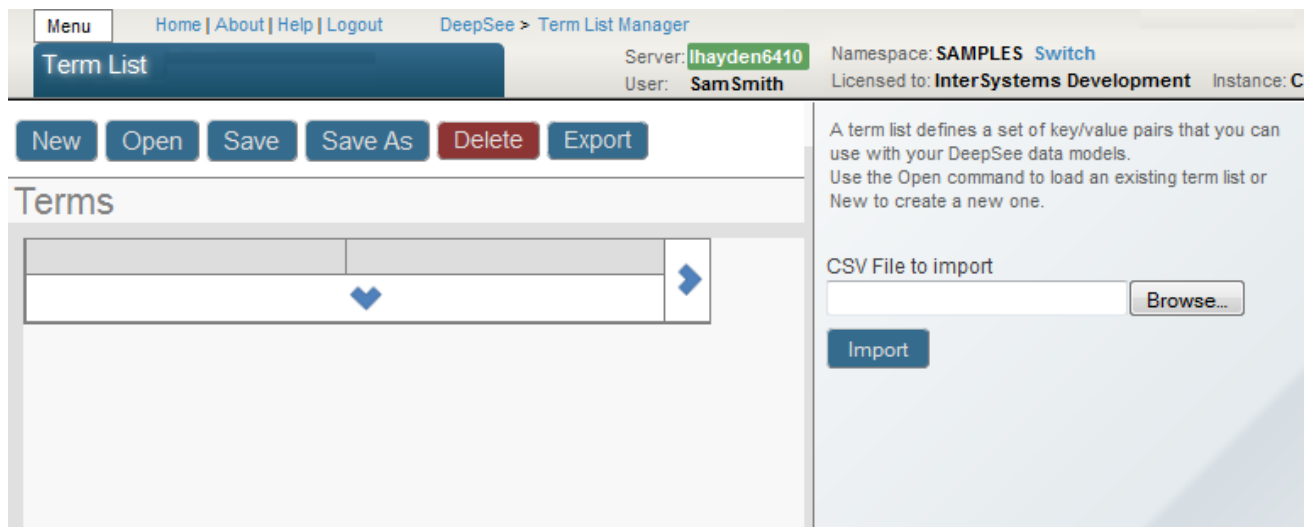 Menu Home | About | Help | Logout DeepSee > Term List Manager
Term List
Server: lhayden6410 Namespace: SAMPLES Switch
User: SamSmith Licensed to: InterSystems Development Instance: C
New Open Save Save As Delete Export
Terms
A term list defines a set of key/value pairs that you can
use with your DeepSee data models.
Use the Open command to load an existing term list or
New to create a new one.
CSV File to import
Browse...
Import